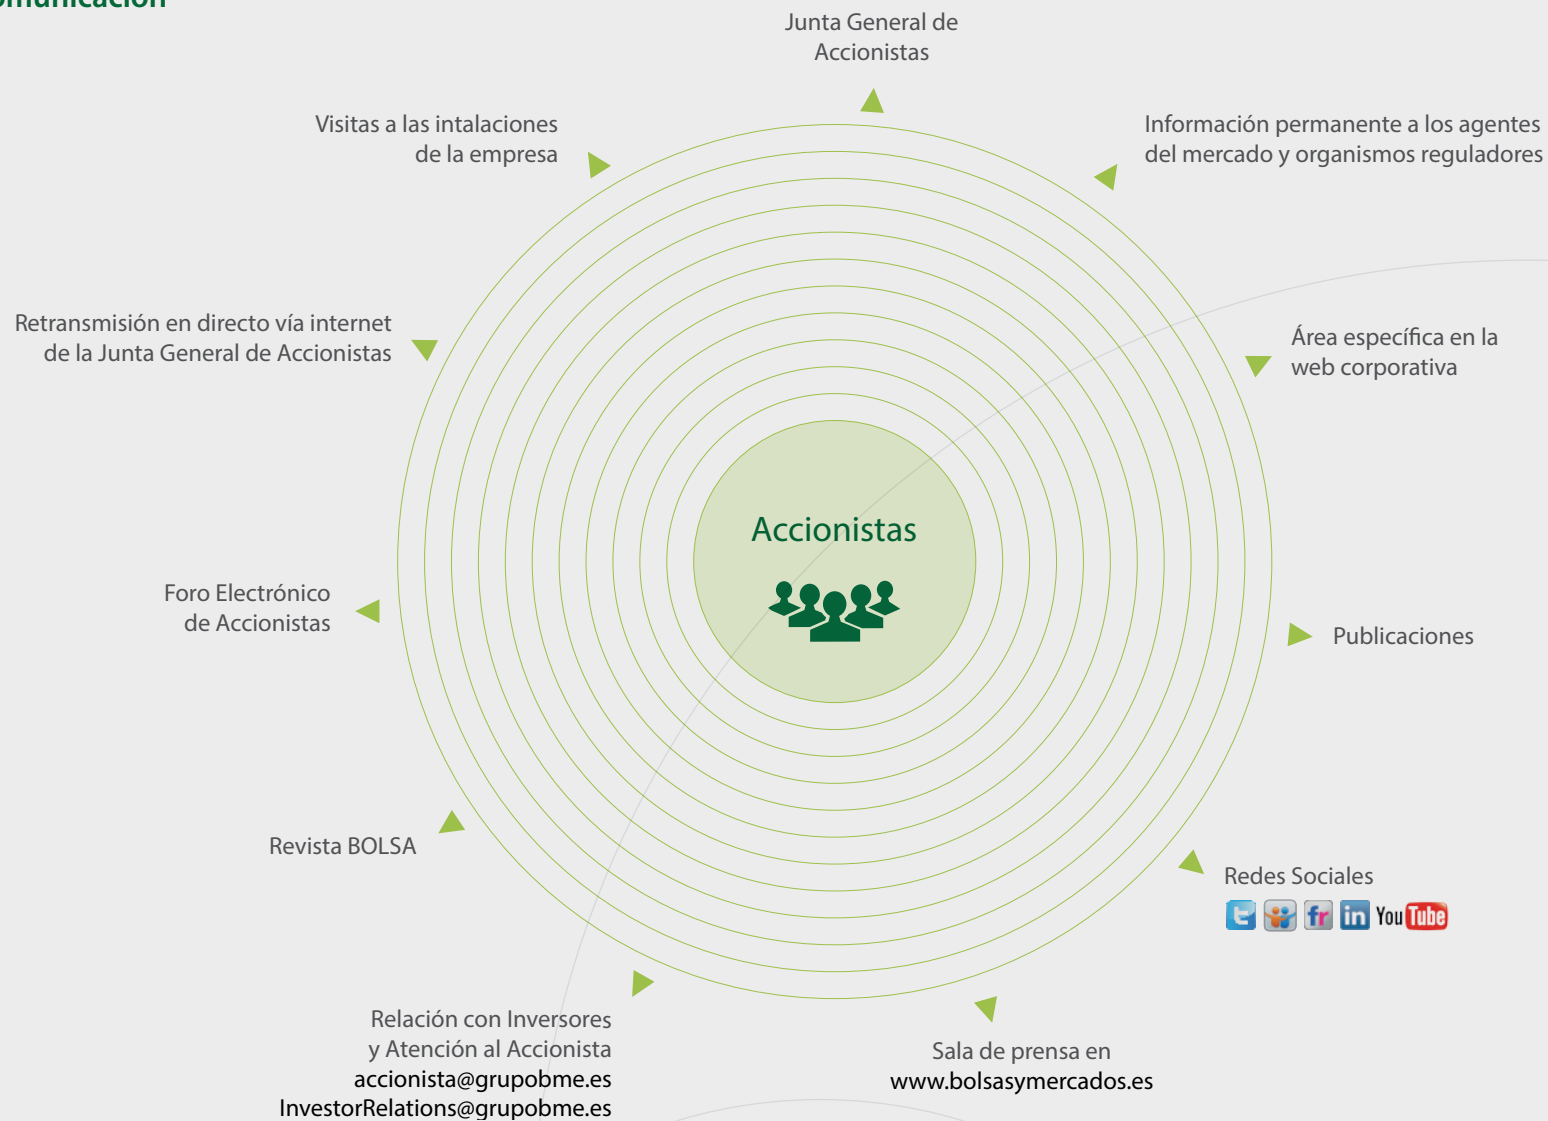 omunicación
Junta General de
Accionistas
Visitas a las intalaciones
de la empresa
Información permanente a los agentes
del mercado y organismos reguladores
Retransmisión en directo vía internet
de la Junta General de Accionistas
Área específica en la
web corporativa
Accionistas
Foro Electrónico
de Accionistas
Publicaciones
Revista BOLSA
Redes Sociales
fr in You Tube
Relación con Inversores
y Atención al Accionista
accionista@grupobme.es
InvestorRelations@grupobme.es
Sala de prensa en
www.bolsasymercados.es